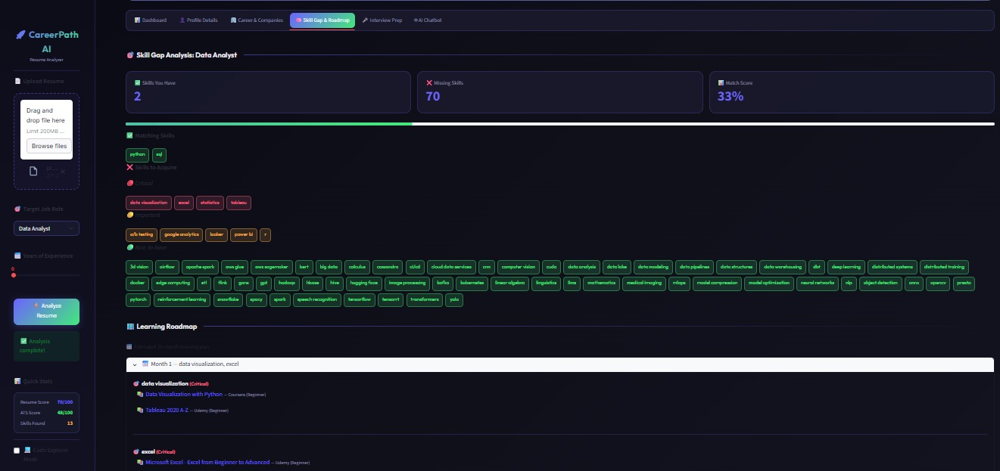 CareerPath
AI
Resume Analyzer
Upload Resume
Drag and
drop file here
Limit 200MB ...
Browse files
Target Job Role
Data Analyst
Years of Experience
0
Analyze
Resume
Analysis
complete!
Quick Stats
Resume Score 70/100
ATS Score 48/100
Skills Found 13
Code Explorer
Mode
Dashboard Profile Details Career & Companies Skill Gap & Roadmap Interview Prep AI Chatbot
Skill Gap Analysis: Data Analyst
Skills You Have
2
Missing Skills
70
Match Score
33%
Matching Skills
python sql
Skills to Acquire
Critical
data visualization excel statistics tableau
Important
a/b testing google analytics looker power bi r
Nice to Have
3d vision airflow apache spark aws glue aws sagemaker bert big data calculus cassandra ci/cd cloud data services cnn computer vision cuda data analysis data lake data modeling data pipelines data structures data warehousing dbt deep learning distributed systems distributed training
docker edge computing etl flink gans gpt hadoop hbase hive hugging face image processing kafka kubernetes linear algebra linguistics llms mathematics medical imaging mlops model compression model optimisation neural networks nlp object detection onnx opencv presto
pytorch reinforcement learning snowflake spacy spark speech recognition tensorflow tensorrt transformers yolo
Learning Roadmap
Month 1 — data visualization, excel
data visualization (Critical)
Data Visualization with Python — Coursera (Beginner)
Tableau 2020 A-Z — Udemy (Beginner)
excel (Critical)
Microsoft Excel - Excel from Beginner to Advanced — Udemy (Beginner)